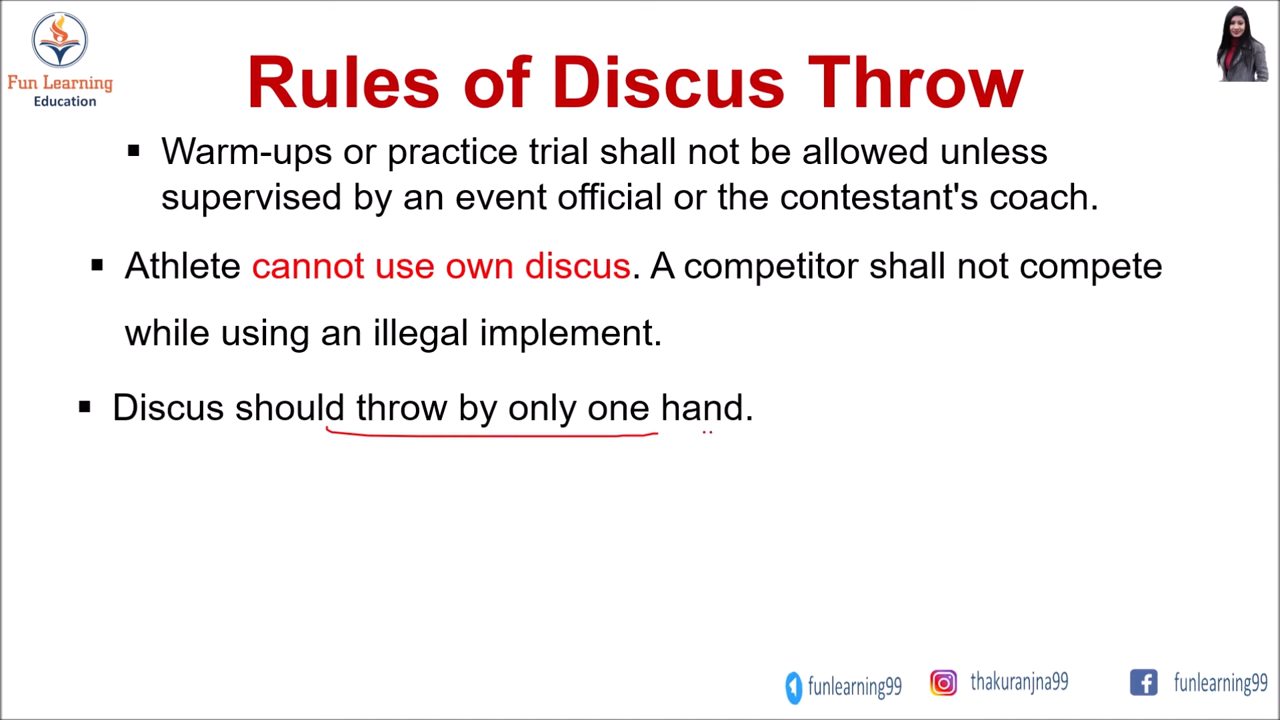 Fun Learning
Education
Rules of Discus Throw
▪ Warm-ups or practice trial shall not be allowed unless
supervised by an event official or the contestant's coach.
▪ Athlete cannot use own discus. A competitor shall not compete
while using an illegal implement.
▪ Discus should throw by only one hand.
funlearning99
thakuranjna99
funlearning99